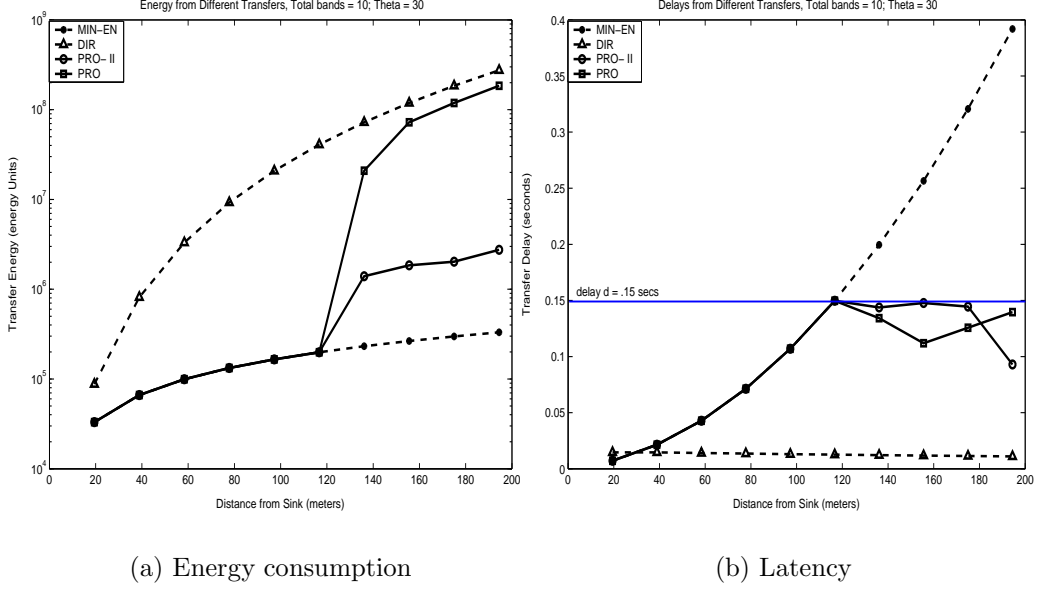 Energy from Different Transfers, Total bands = 10; Theta = 30
10^9
10^8
10^7
10^6
10^5
10^4
MIN-EN
DIR
PRO- II
PRO
Transfer Energy (energy Units)
0 20 40 60 80 100 120 140 160 180 200
Distance from Sink (meters)
(a) Energy consumption
Delays from Different Transfers, Total bands = 10; Theta = 30
0.4
0.35
0.3
0.25
0.2
0.15
0.1
0.05
0
MIN-EN
DIR
PRO- II
PRO
delay d = .15 secs
Transfer Delay (seconds)
0 20 40 60 80 100 120 140 160 180 200
Distance from Sink (meters)
(b) Latency